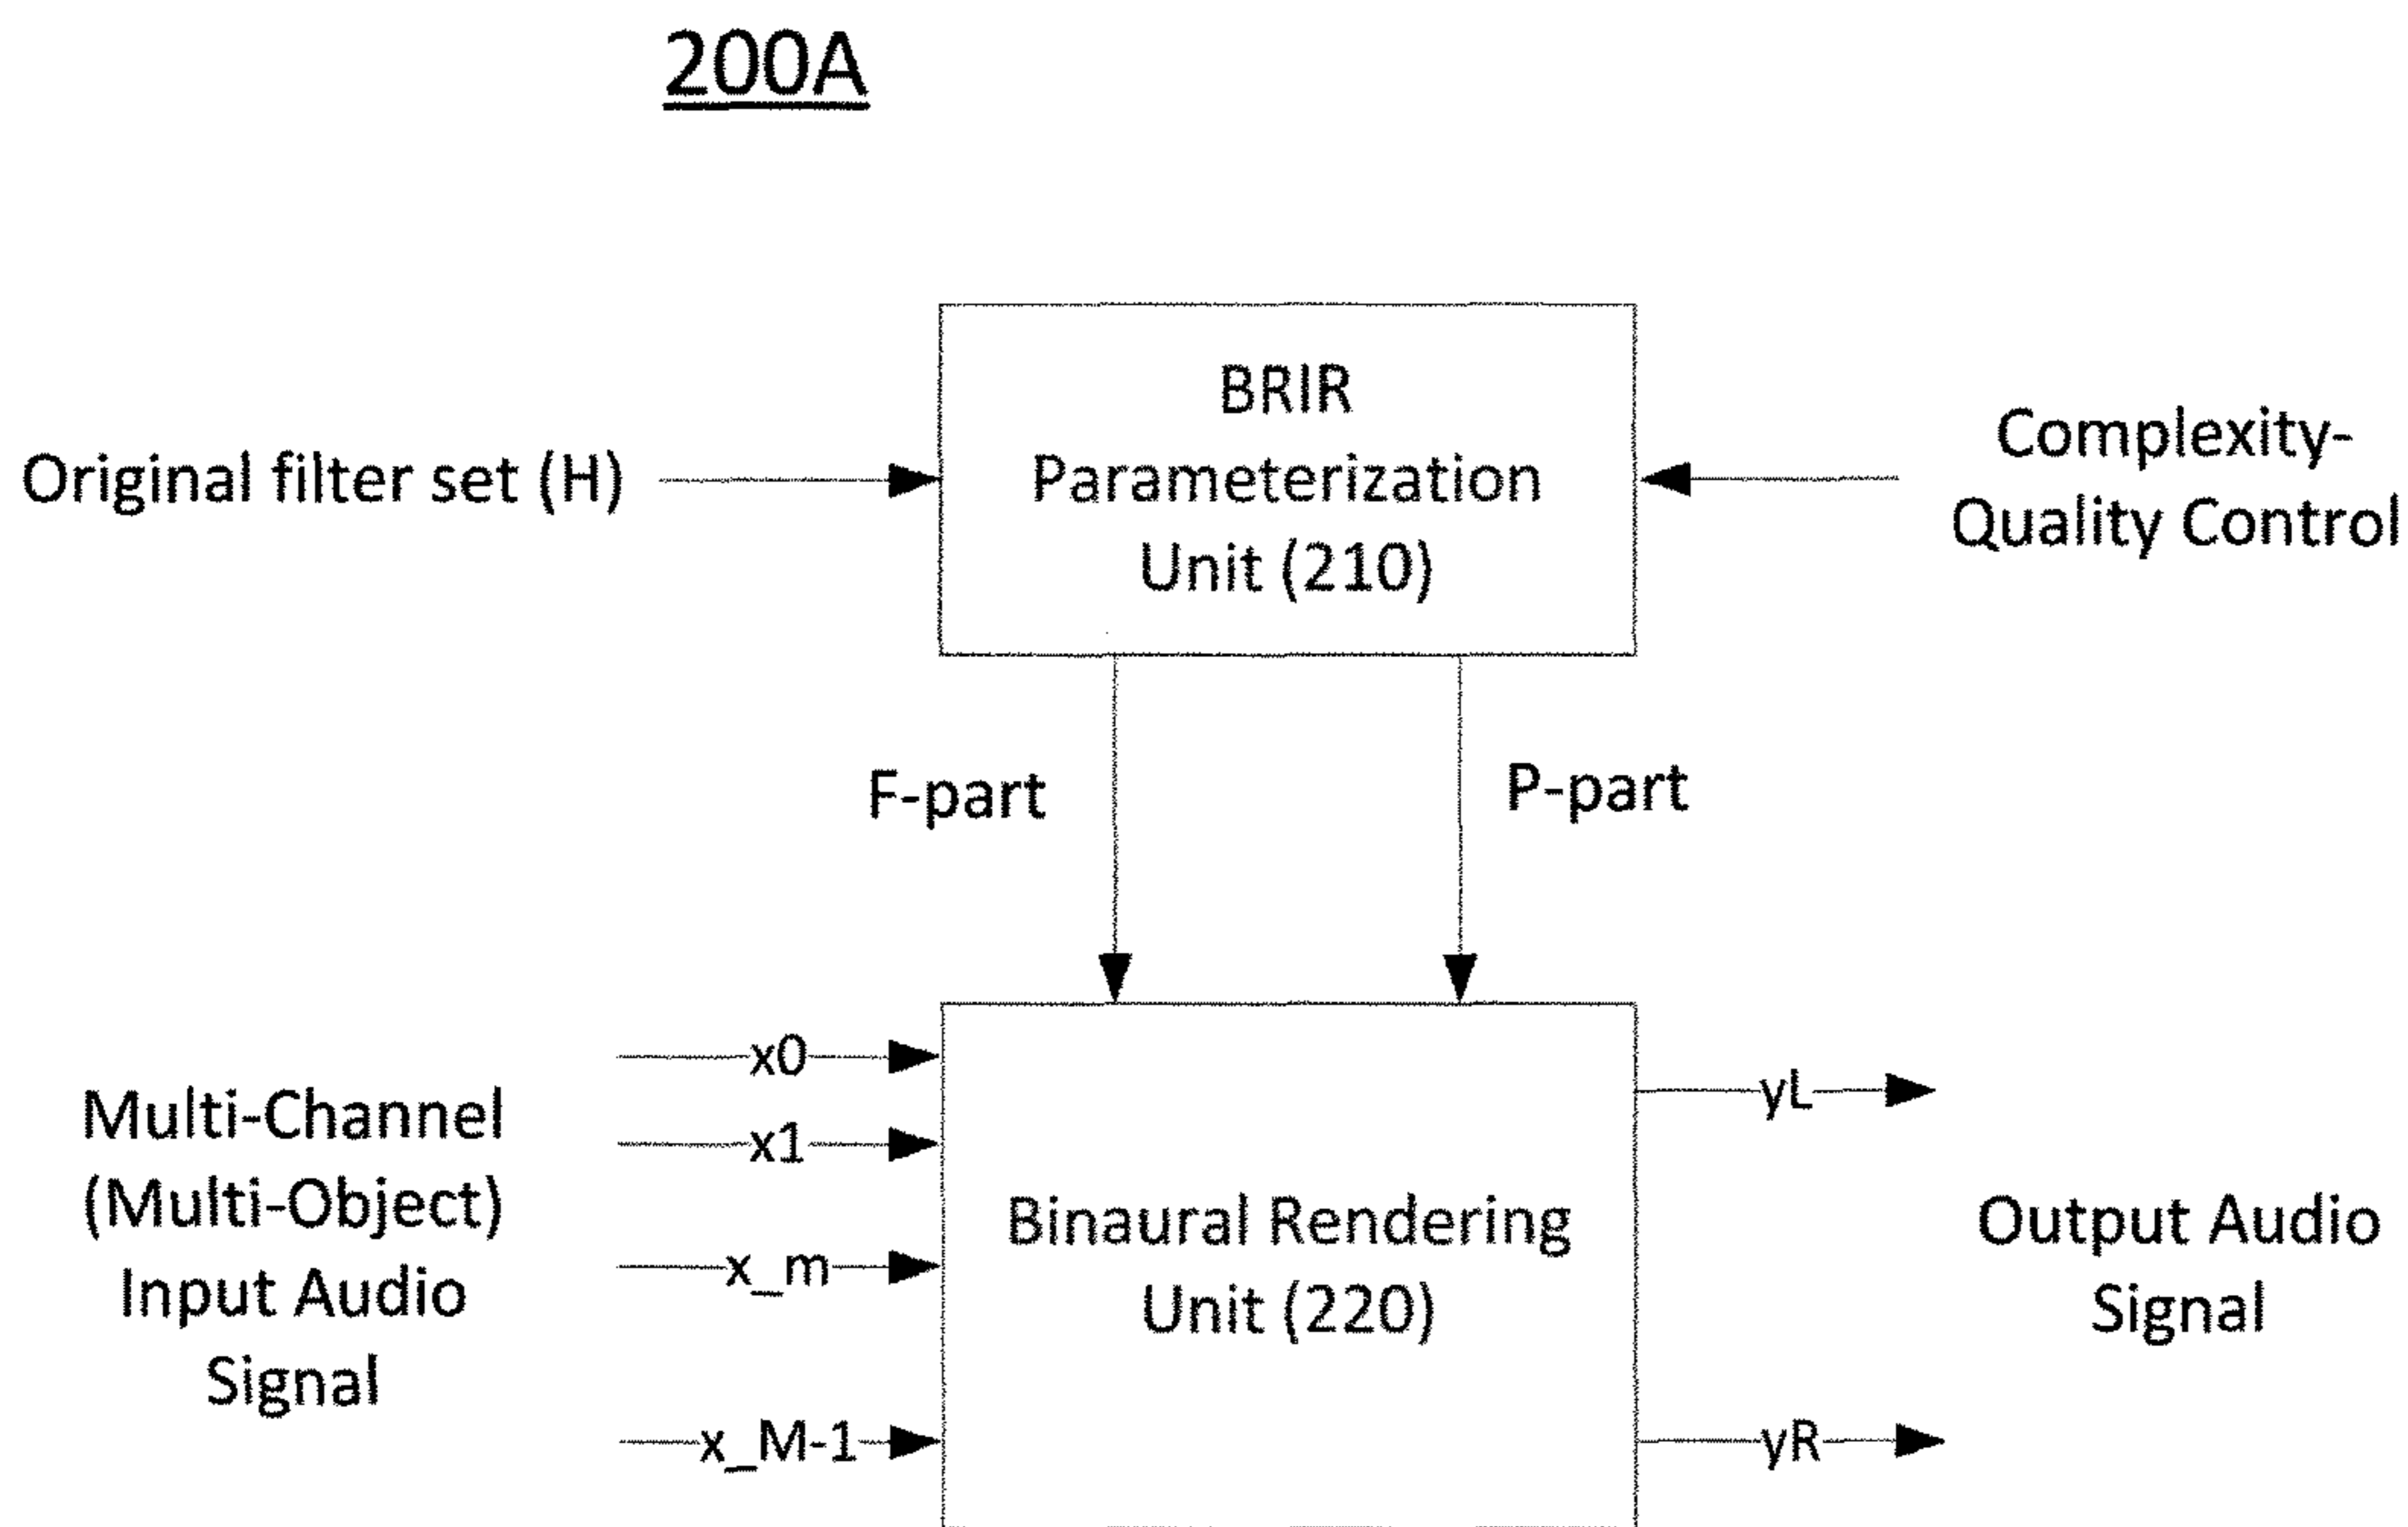 200A
BRIR
Parameterization
Unit (210)
Original filter set (H)
Complexity-
Quality Control
F-part
P-part
Multi-Channel
(Multi-Object)
Input Audio
Signal
x0
x1
x_m
x_M-1
Binaural Rendering
Unit (220)
yL
yR
Output Audio
Signal